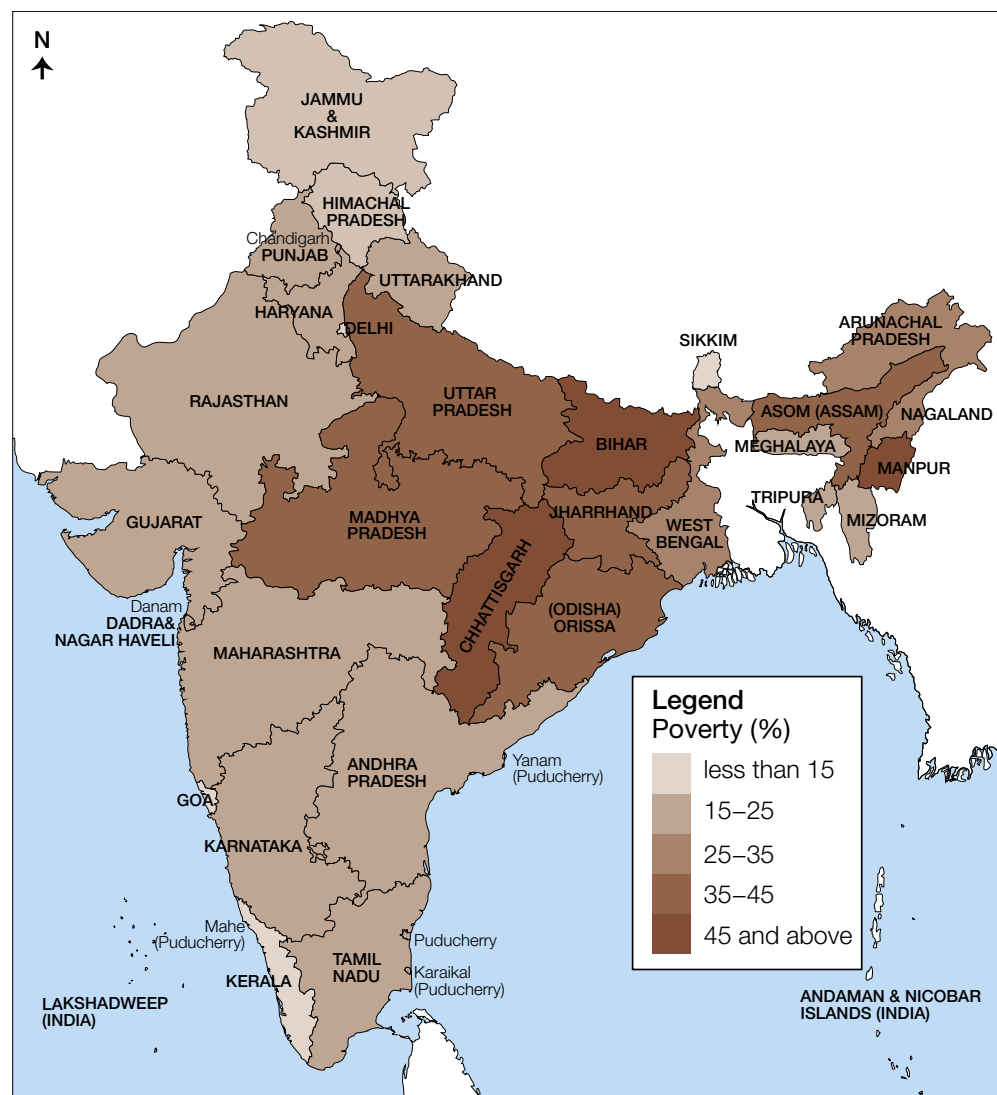 N
JAMMU
&
KASHMIR
HIMACHAL
PRADESH
Chandigarh
PUNJAB
UTTARAKHAND
HARYANA
DELHI
ARUNACHAL
PRADESH
SIKKIM
RAJASTHAN
UTTAR
PRADESH
ASOM (ASSAM)
NAGALAND
BIHAR
MEGHALAYA
MANPUR
TRIPURA
MIZORAM
GUJARAT
MADHYA
PRADESH
JHARRHAND
WEST
BENGAL
CHHATTISGARH
(ODISHA)
ORISSA
Danam
DADRA&
NAGAR HAVELI
MAHARASHTRA
ANDHRA
PRADESH
Yanam
(Puducherry)
GOA
KARNATAKA
Mahe
(Puducherry)
Puducherry
KERALA
TAMIL
NADU
Karaikal
(Puducherry)
LAKSHADWEEP
(INDIA)
ANDAMAN & NICOBAR
ISLANDS (INDIA)
Legend
Poverty (%)
less than 15
15–25
25–35
35–45
45 and above